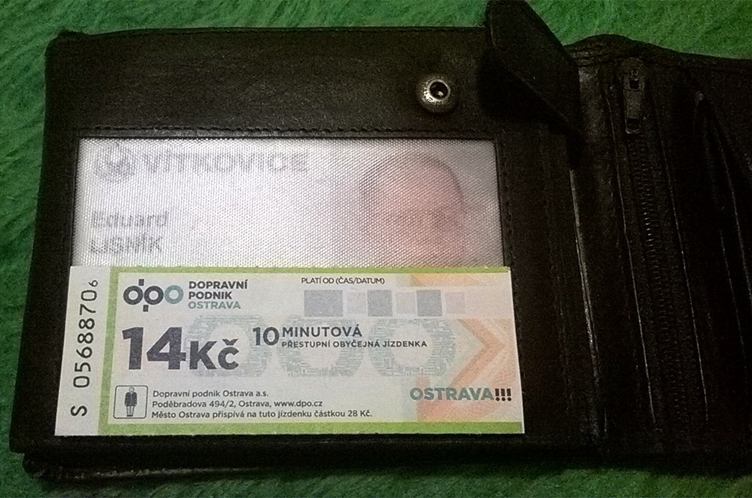 VÍTKOVICE
Eduard
LISNÍK
S 05688706
dpo DOPRAVNÍ
PODNIK
OSTRAVA
PLATÍ OD (ČAS/DATUM)
14Kč
10 MINUTOVÁ
PŘESTUPNÍ OBYČEJNÁ JÍZDENKA
OSTRAVA!!!
Dopravní podnik Ostrava a.s.
Poděbradova 494/2, Ostrava, www.dpo.cz
Město Ostrava přispívá na tuto jízdenku částkou 28 Kč.